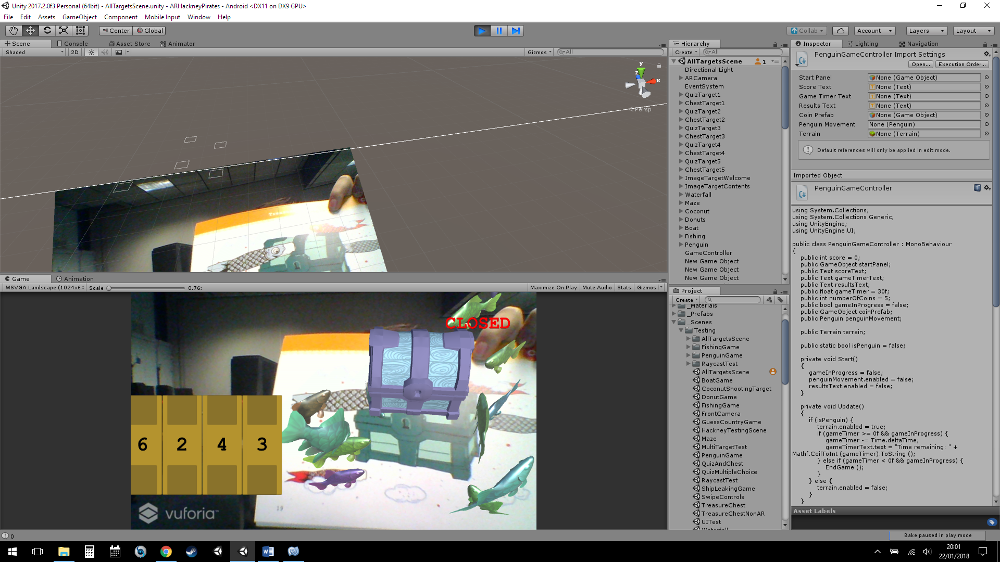 Unity 2017.2.0f3 Personal (64bit) - AllTargetsScene.unity - ARHackneyPirates - Android <DX11 on DX9 GPU>
File Edit Assets GameObject Component Mobile Input Window Help
Center Global
Collab Account Layers Layout
Scene Console Asset Store Animator
Shaded 2D Gizmos All
y
z
x
Persp
Game Animation
WSVGA Landscape (1024x6 Scale 0.76: Maximize On Play Mute Audio Stats Gizmos
CLOSED
6 2 4 3
19
vuforia™
Hierarchy
Create All
AllTargetsScene 1
Directional Light
ARCamera
EventSystem
QuizTarget1
ChestTarget1
QuizTarget2
ChestTarget2
QuizTarget3
ChestTarget3
QuizTarget4
ChestTarget4
QuizTarget5
ChestTarget5
ImageTargetWelcome
ImageTargetContents
Waterfall
Maze
Coconut
Donuts
Boat
Fishing
Penguin
GameController
New Game Object
New Game Object
New Game Object
Project
Create
_Materials
_Prefabs
_Scenes
Testing
AllTargetsScene
FishingGame
PenguinGame
RaycastTest
AllTargetsScene
BoatGame
CoconutShootingTarget
DonutGame
FishingGame
FrontCamera
GuessCountryGame
HackneyTestingScene
Maze
MultiTargetTest
PenguinGame
QuizAndChest
QuizMultipleChoice
RaycastTest
ShipLeakingGame
SwipeControls
TreasureChest
TreasureChestNonAR
UITest
Waterfall
Inspector Lighting Navigation
PenguinGameController Import Settings
Open... Execution Order...
Start Panel None (Game Object)
Score Text None (Text)
Game Timer Text None (Text)
Results Text None (Text)
Coin Prefab None (Game Object)
Penguin Movement None (Penguin)
Terrain None (Terrain)
Default references will only be applied in edit mode.
Imported Object
PenguinGameController
using System.Collections;
using System.Collections.Generic;
using UnityEngine;
using UnityEngine.UI;
public class PenguinGameController : MonoBehaviour
{
public int score = 0;
public GameObject startPanel;
public Text scoreText;
public Text gameTimerText;
public Text resultsText;
public float gameTimer = 30f;
public int numberOfCoins = 5;
public bool gameInProgress = false;
public GameObject coinPrefab;
public Penguin penguinMovement;
public Terrain terrain;
public static bool isPenguin = false;
private void Start()
{
gameInProgress = false;
penguinMovement.enabled = false;
resultsText.enabled = false;
}
private void Update()
{
if (isPenguin) {
terrain.enabled = true;
if (gameTimer >= 0f && gameInProgress) {
gameTimer -= Time.deltaTime;
gameTimerText.text = "Time remaining: " +
Mathf.CeilToInt (gameTimer).ToString ();
} else if (gameTimer < 0f && gameInProgress) {
EndGame ();
}
} else {
terrain.enabled = false;
}
}
Asset Labels
0
Bake paused in play mode
20:01
22/01/2018